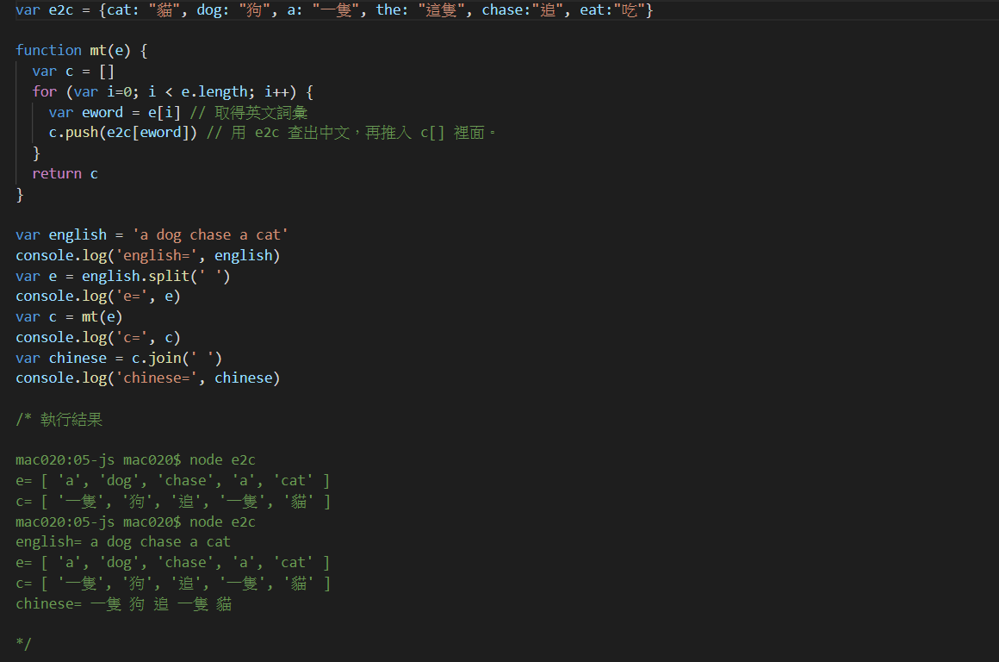 var e2c = {cat: "貓", dog: "狗", a: "一隻", the: "這隻", chase:"追", eat:"吃"}
function mt(e) {
  var c = []
  for (var i=0; i < e.length; i++) {
    var eword = e[i] // 取得英文詞彙
    c.push(e2c[eword]) // 用 e2c 查出中文，再推入 c[] 裡面。
  }
  return c
}
var english = 'a dog chase a cat'
console.log('english=', english)
var e = english.split(' ')
console.log('e=', e)
var c = mt(e)
console.log('c=', c)
var chinese = c.join(' ')
console.log('chinese=', chinese)
/* 執行結果
mac020:05-js mac020$ node e2c
e= [ 'a', 'dog', 'chase', 'a', 'cat' ]
c= [ '一隻', '狗', '追', '一隻', '貓' ]
mac020:05-js mac020$ node e2c
english= a dog chase a cat
e= [ 'a', 'dog', 'chase', 'a', 'cat' ]
c= [ '一隻', '狗', '追', '一隻', '貓' ]
chinese= 一隻 狗 追 一隻 貓
*/